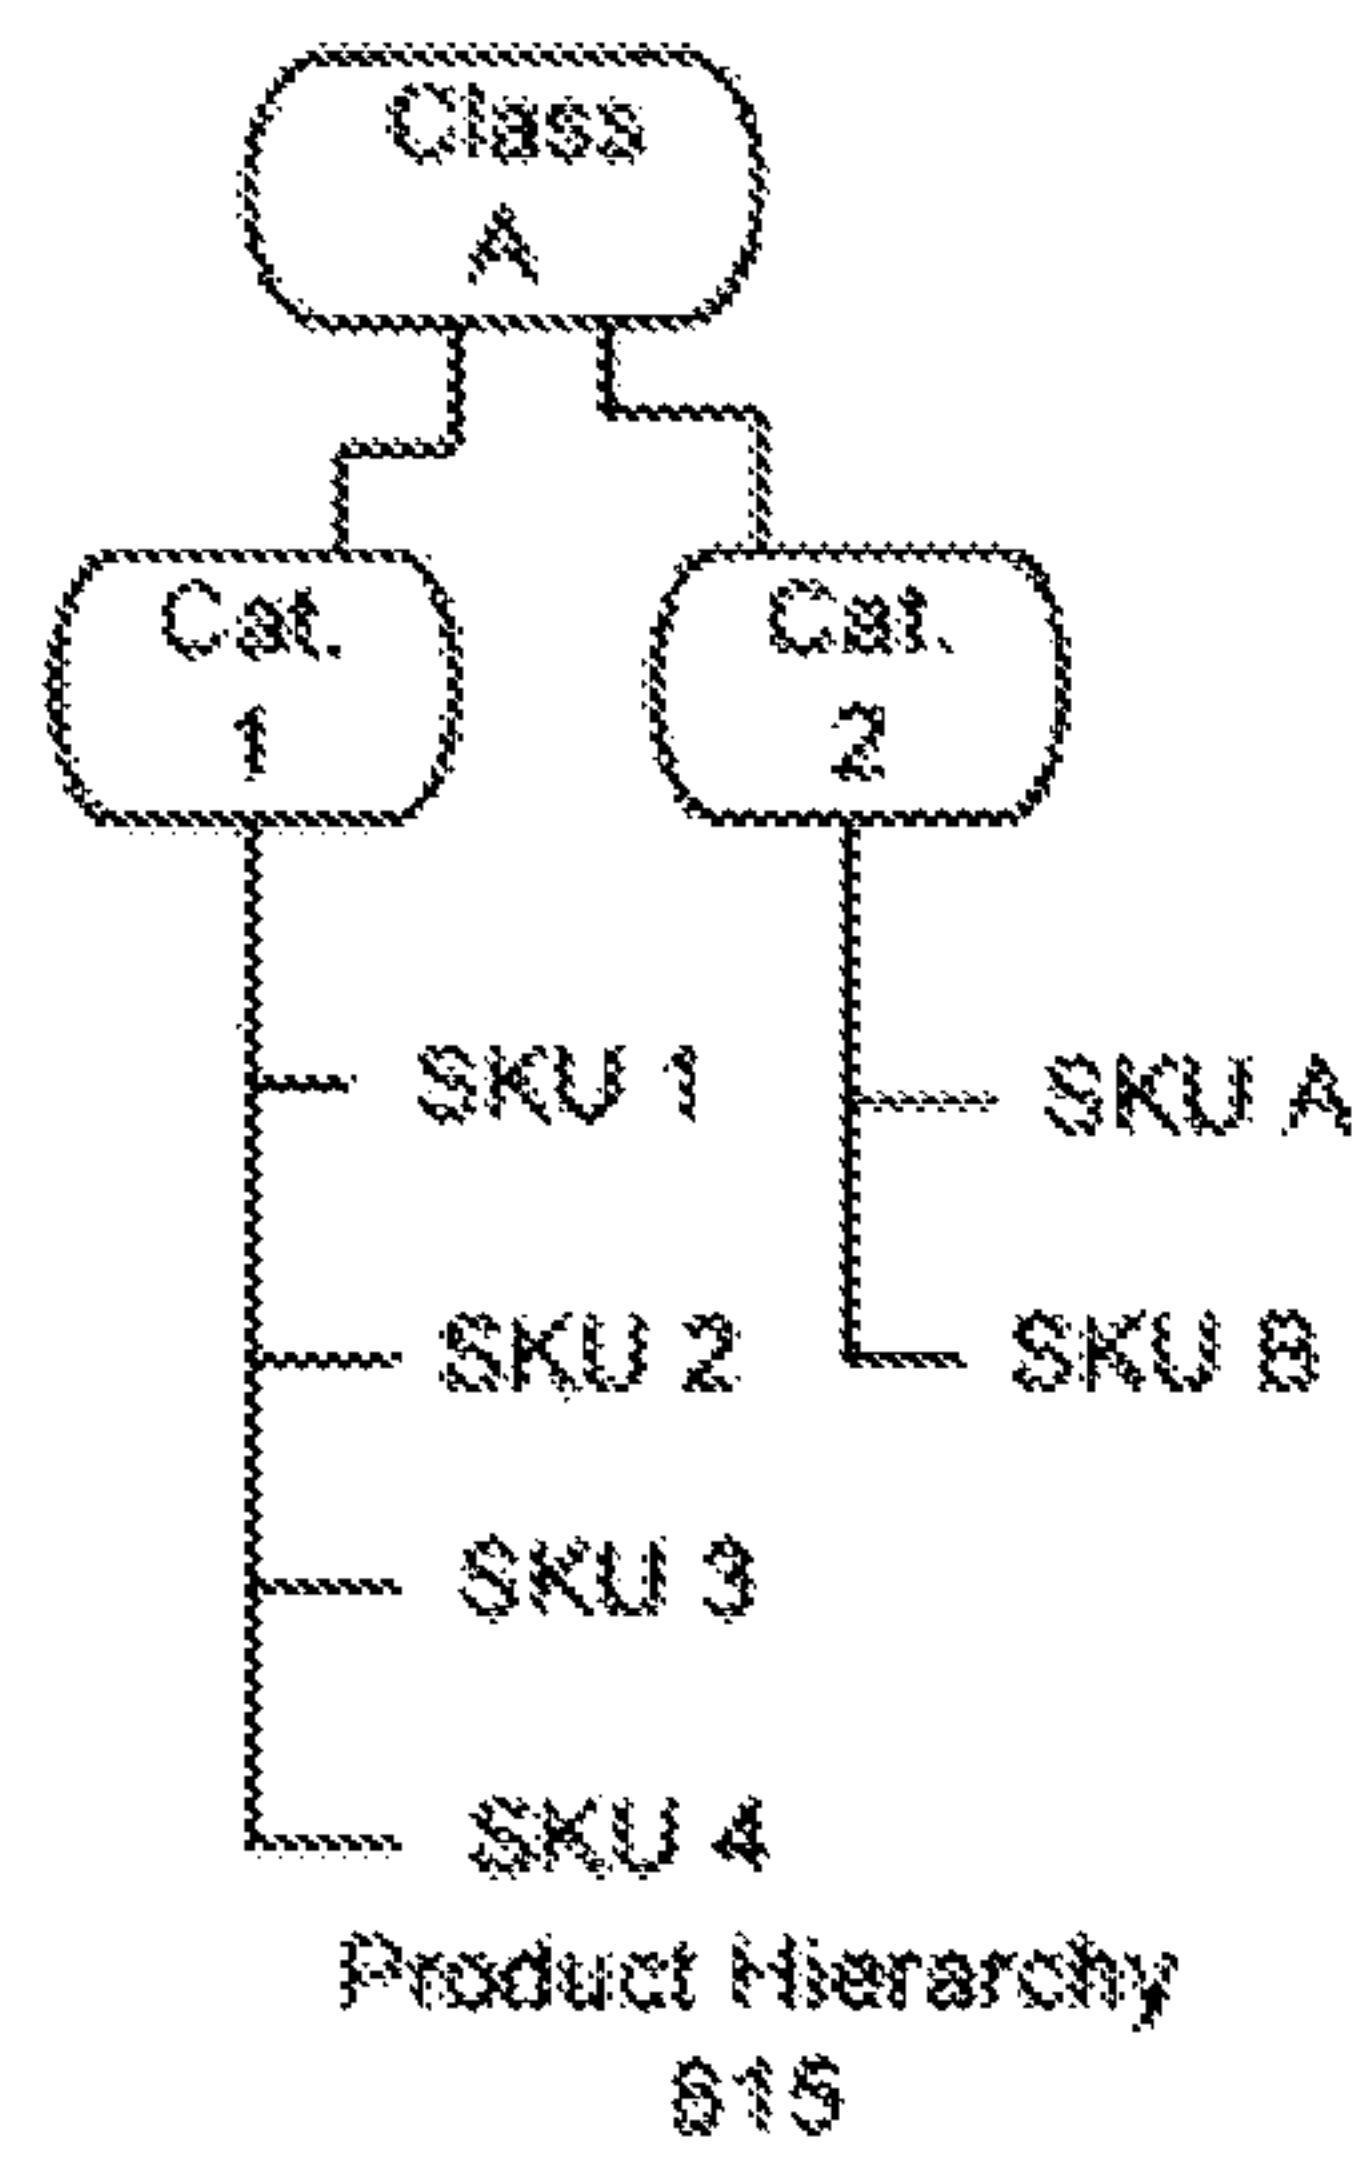 Class
A
Cat.
1
Cat.
2
SKU 1
SKU A
SKU 2
SKU B
SKU 3
SKU 4
Product Hierarchy
615